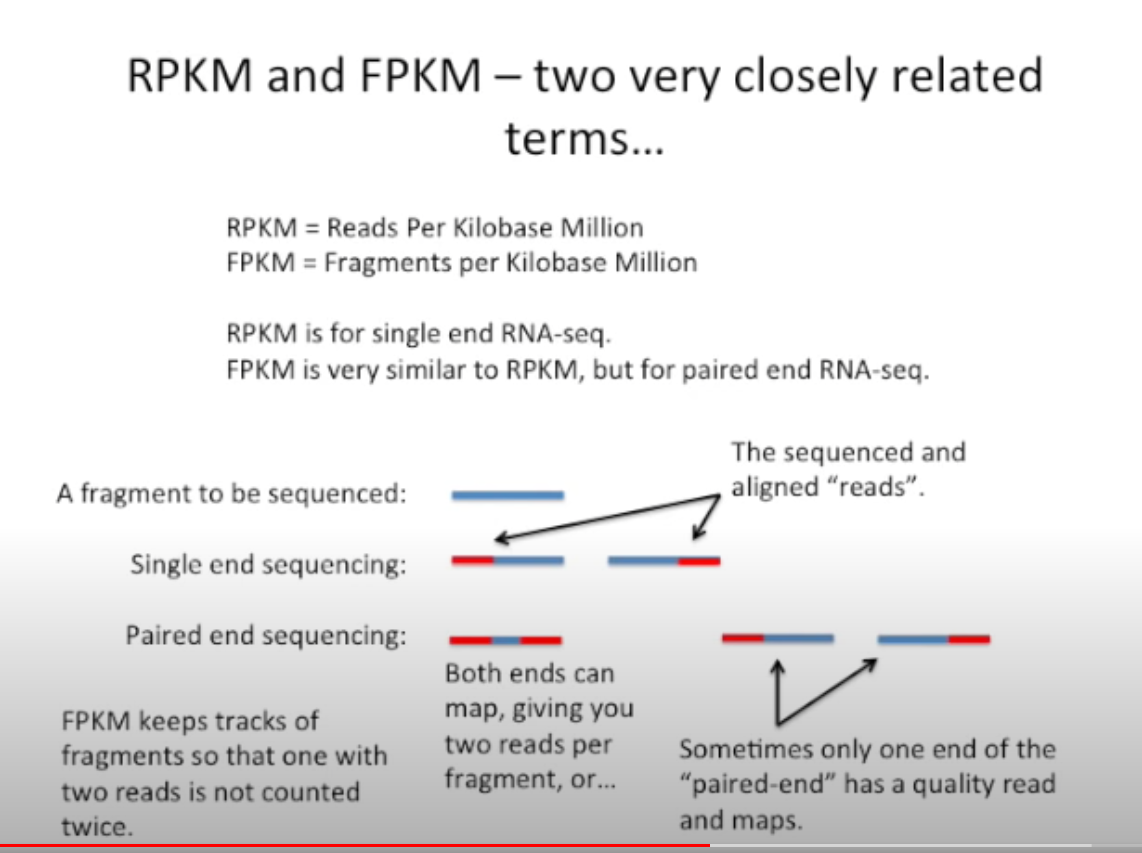 RPKM and FPKM – two very closely related
terms…
RPKM = Reads Per Kilobase Million
FPKM = Fragments per Kilobase Million
RPKM is for single end RNA-seq.
FPKM is very similar to RPKM, but for paired end RNA-seq.
The sequenced and
aligned “reads”.
A fragment to be sequenced:
Single end sequencing:
Paired end sequencing:
Both ends can
map, giving you
two reads per
fragment, or…
FPKM keeps tracks of
fragments so that one with
two reads is not counted
twice.
Sometimes only one end of the
“paired-end” has a quality read
and maps.